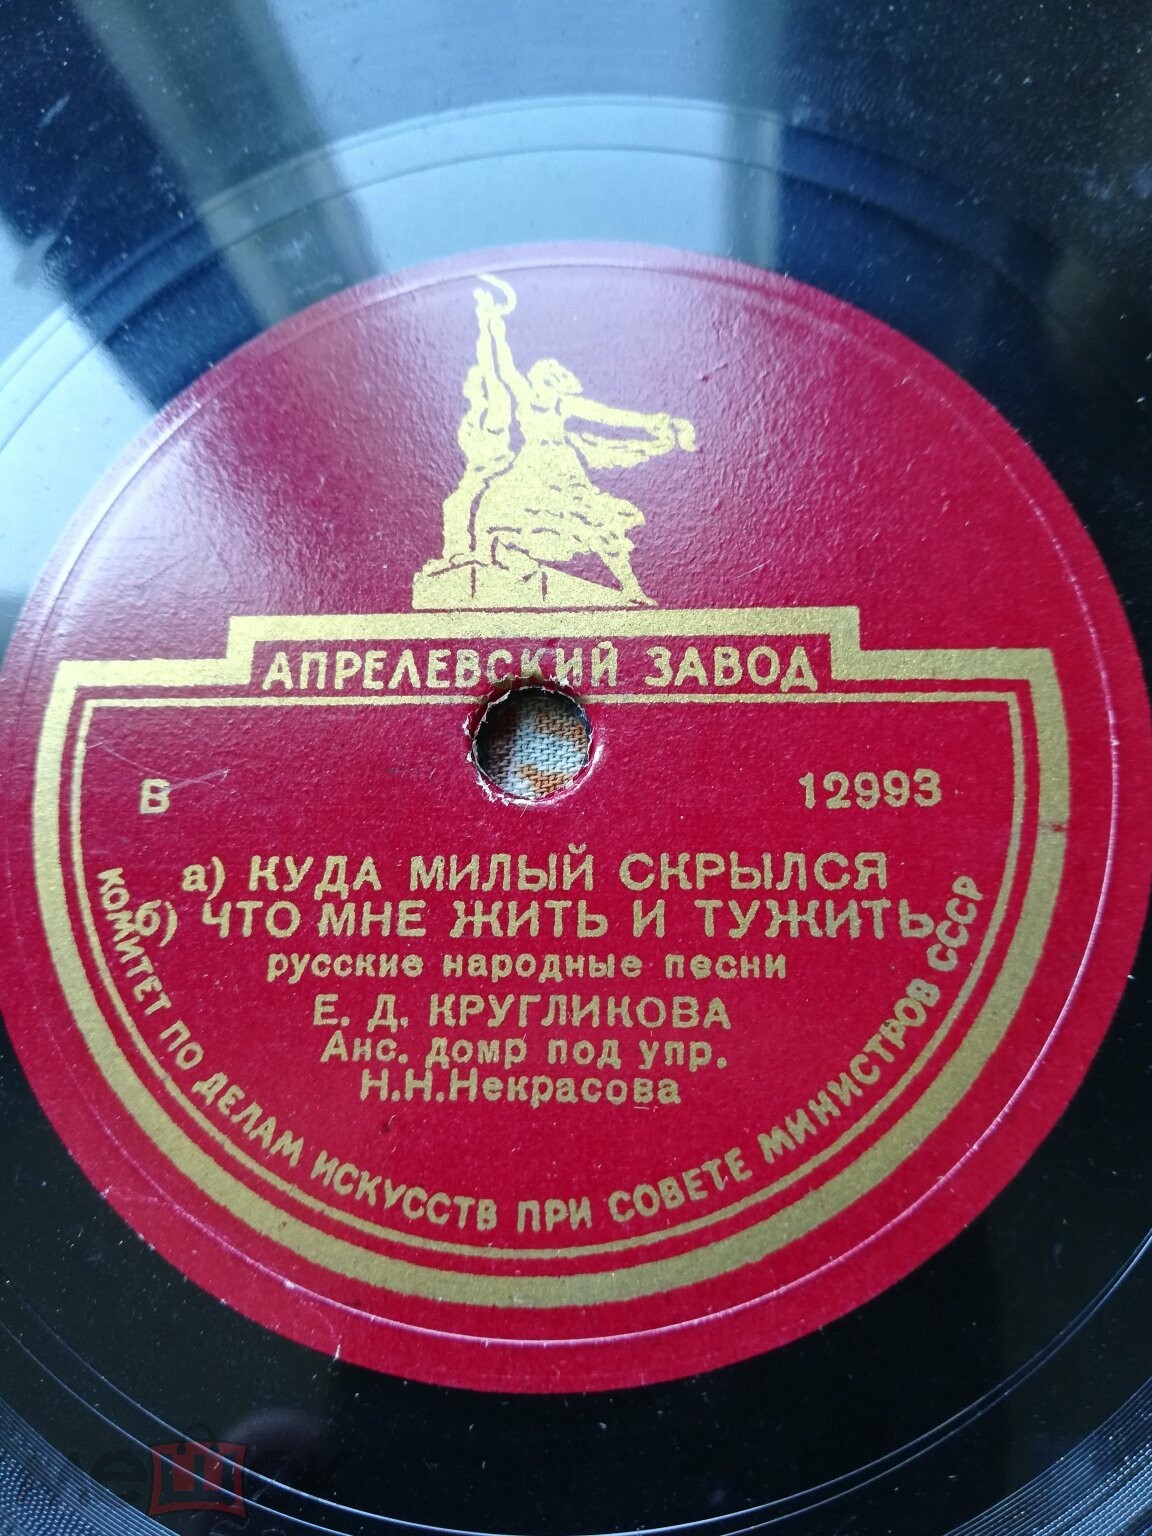 АПРЕЛЕВСКИЙ ЗАВОД
В 12993
а) КУДА МИЛЫЙ СКРЫЛСЯ
б) ЧТО МНЕ ЖИТЬ И ТУЖИТЬ
русские народные песни
Е. Д. КРУГЛИКОВА
Анс. домр под упр.
Н.Н.Некрасова
КОМИТЕТ ПО ДЕЛАМ ИСКУССТВ ПРИ СОВЕТЕ МИНИСТРОВ СССР